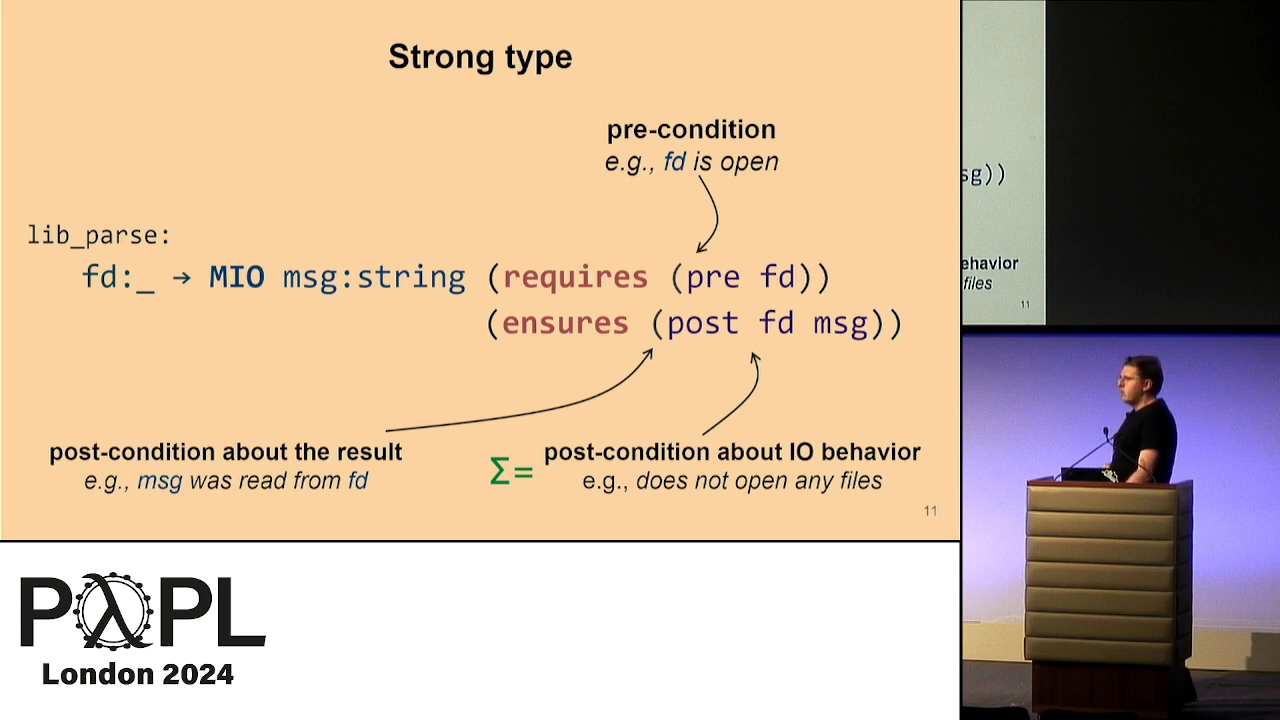 Strong type
pre-condition
e.g., fd is open
lib_parse:
fd:_ → MIO msg:string (requires (pre fd))
(ensures (post fd msg))
post-condition about the result
e.g., msg was read from fd
Σ=
post-condition about IO behavior
e.g., does not open any files
11
sg))
ehavior
files
11
PλPL
London 2024